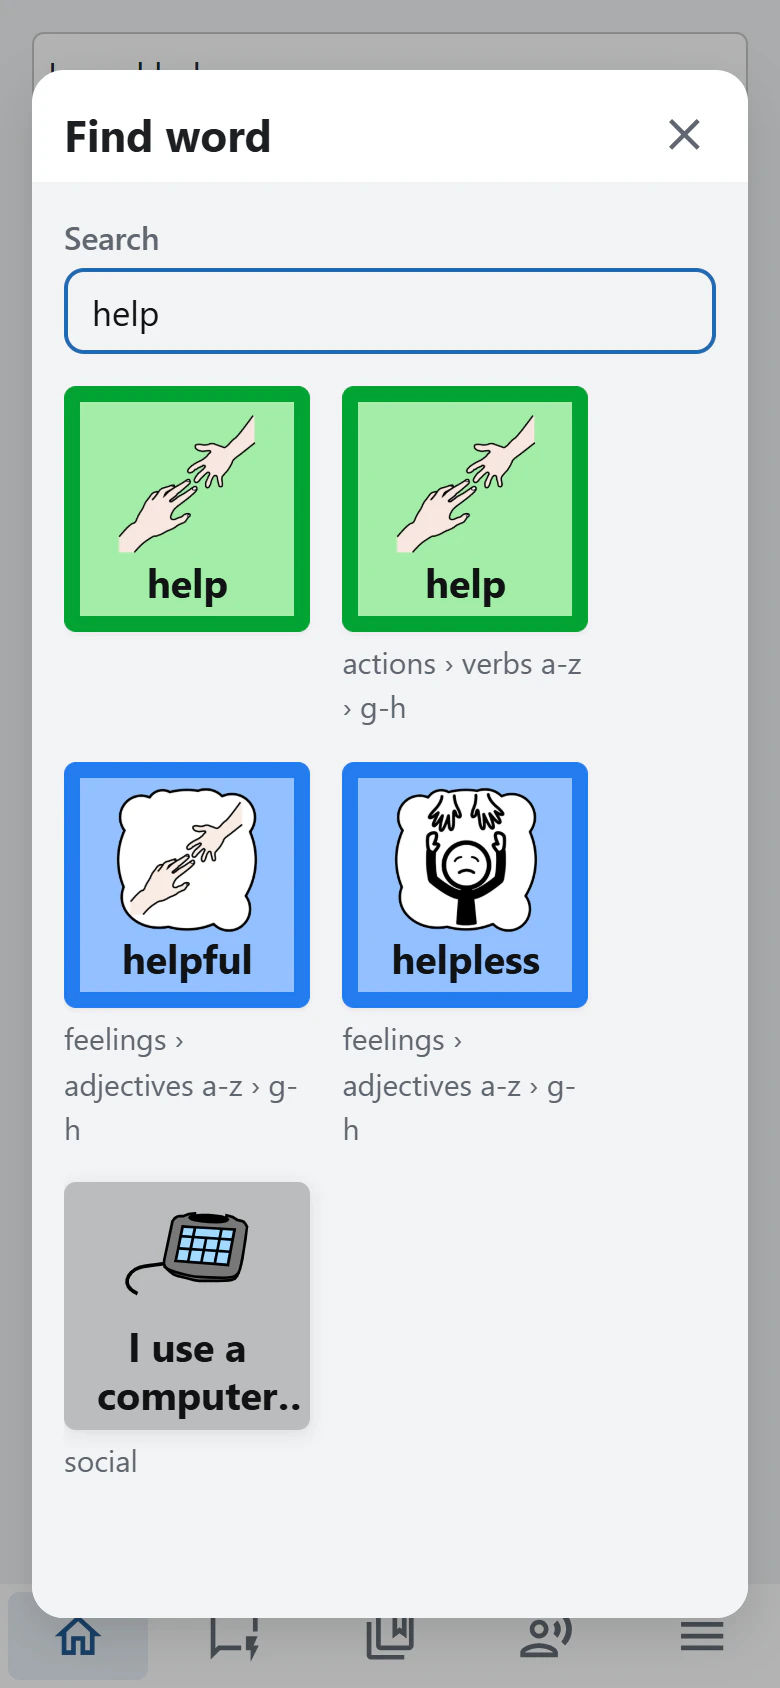 Find word
Search
help
help
help
actions › verbs a-z
› g-h
helpful
helpless
feelings ›
adjectives a-z › g-
h
feelings ›
adjectives a-z › g-
h
I use a
computer..
social